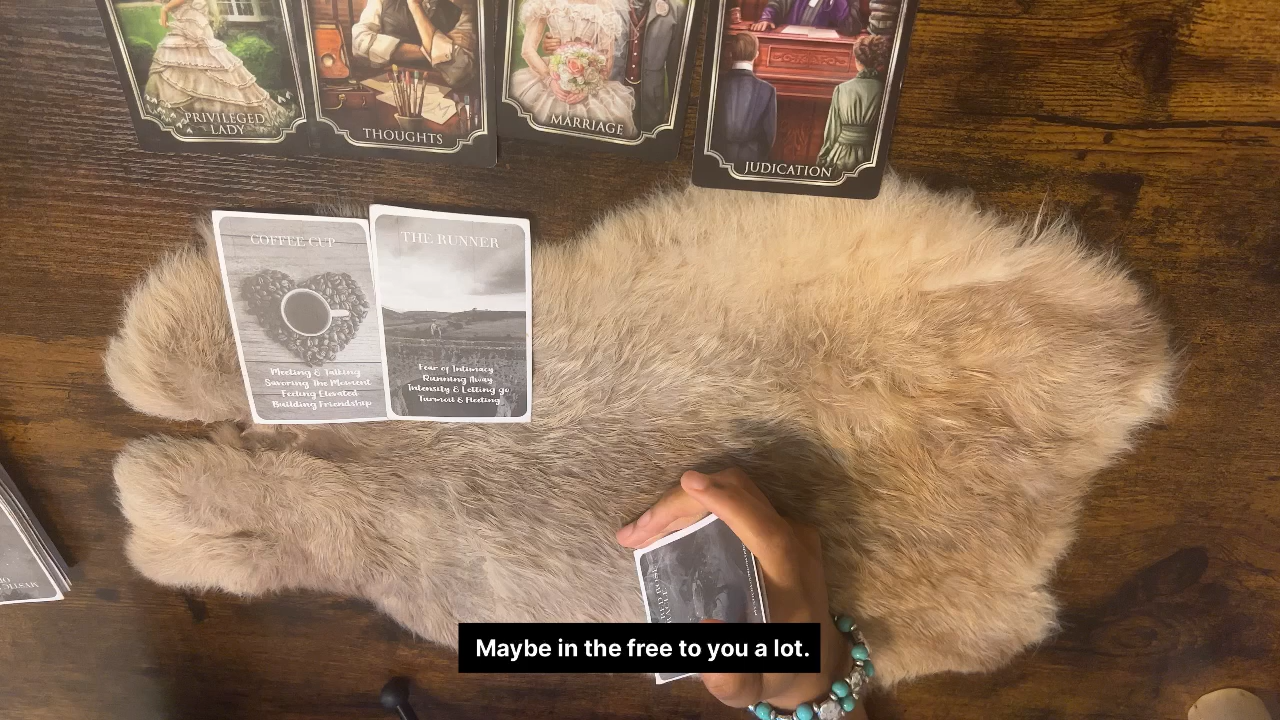 PRIVILEGED
LADY
THOUGHTS
MARRIAGE
JUDICATION
COFFEE CUP
Meeting & Talking
Savoring The Moment
Feeling Elevated
Building Friendship
THE RUNNER
Fear of Intimacy
Running Away
Intensity & Letting go
Turmoil & Fleeting
Maybe in the free to you a lot.